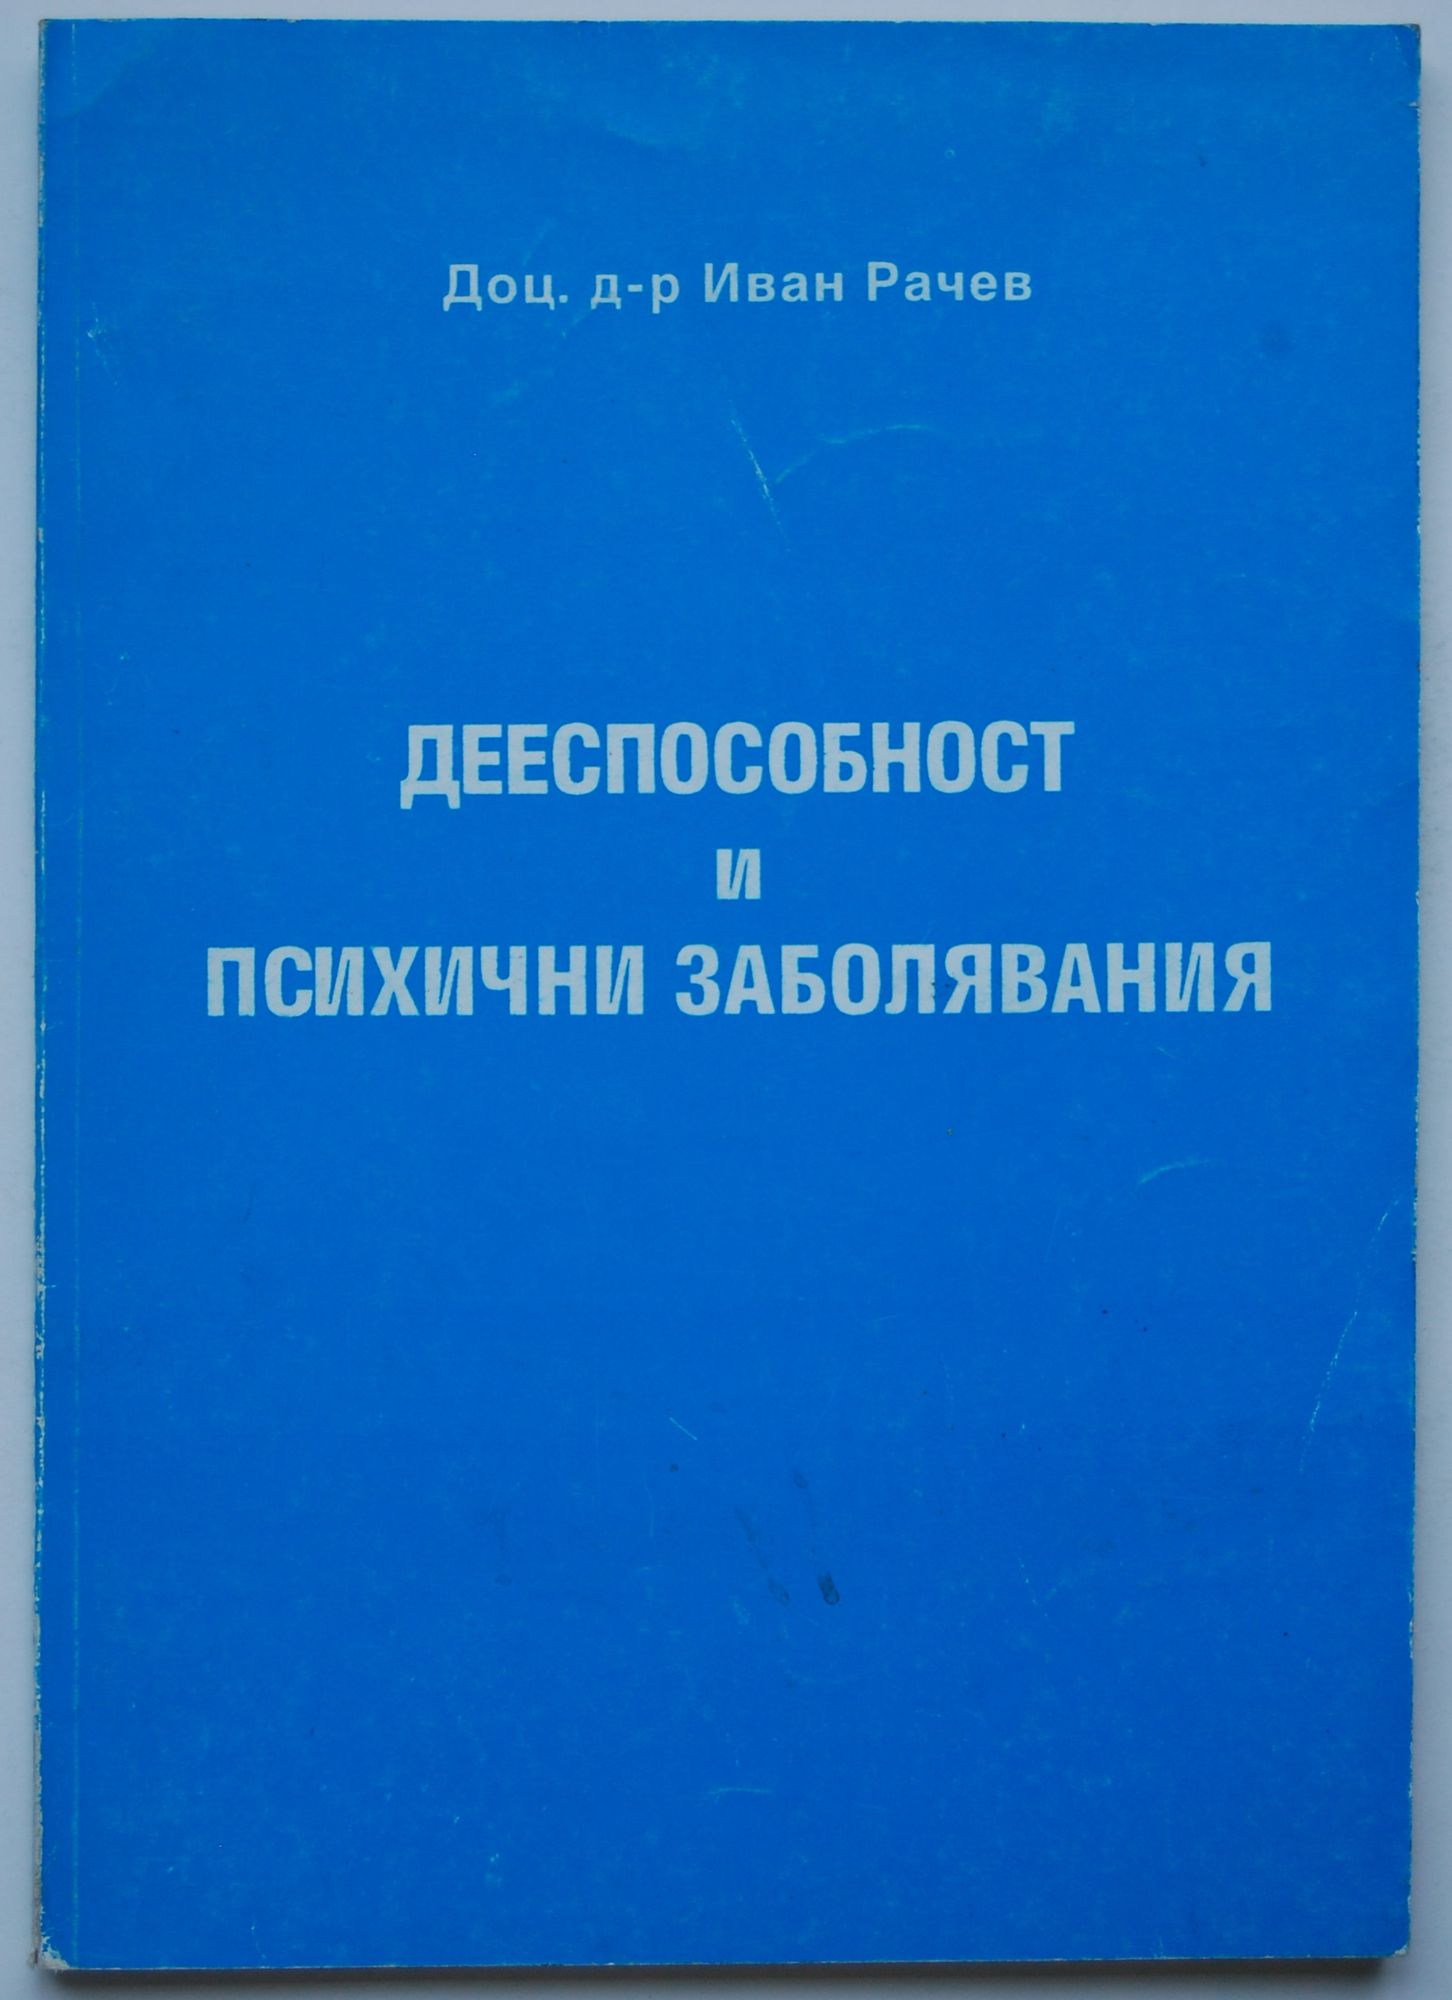 Доц. д-р Иван Рачев
ДЕЕСПОСОБНОСТ
И
ПСИХИЧНИ ЗАБОЛЯВАНИЯ